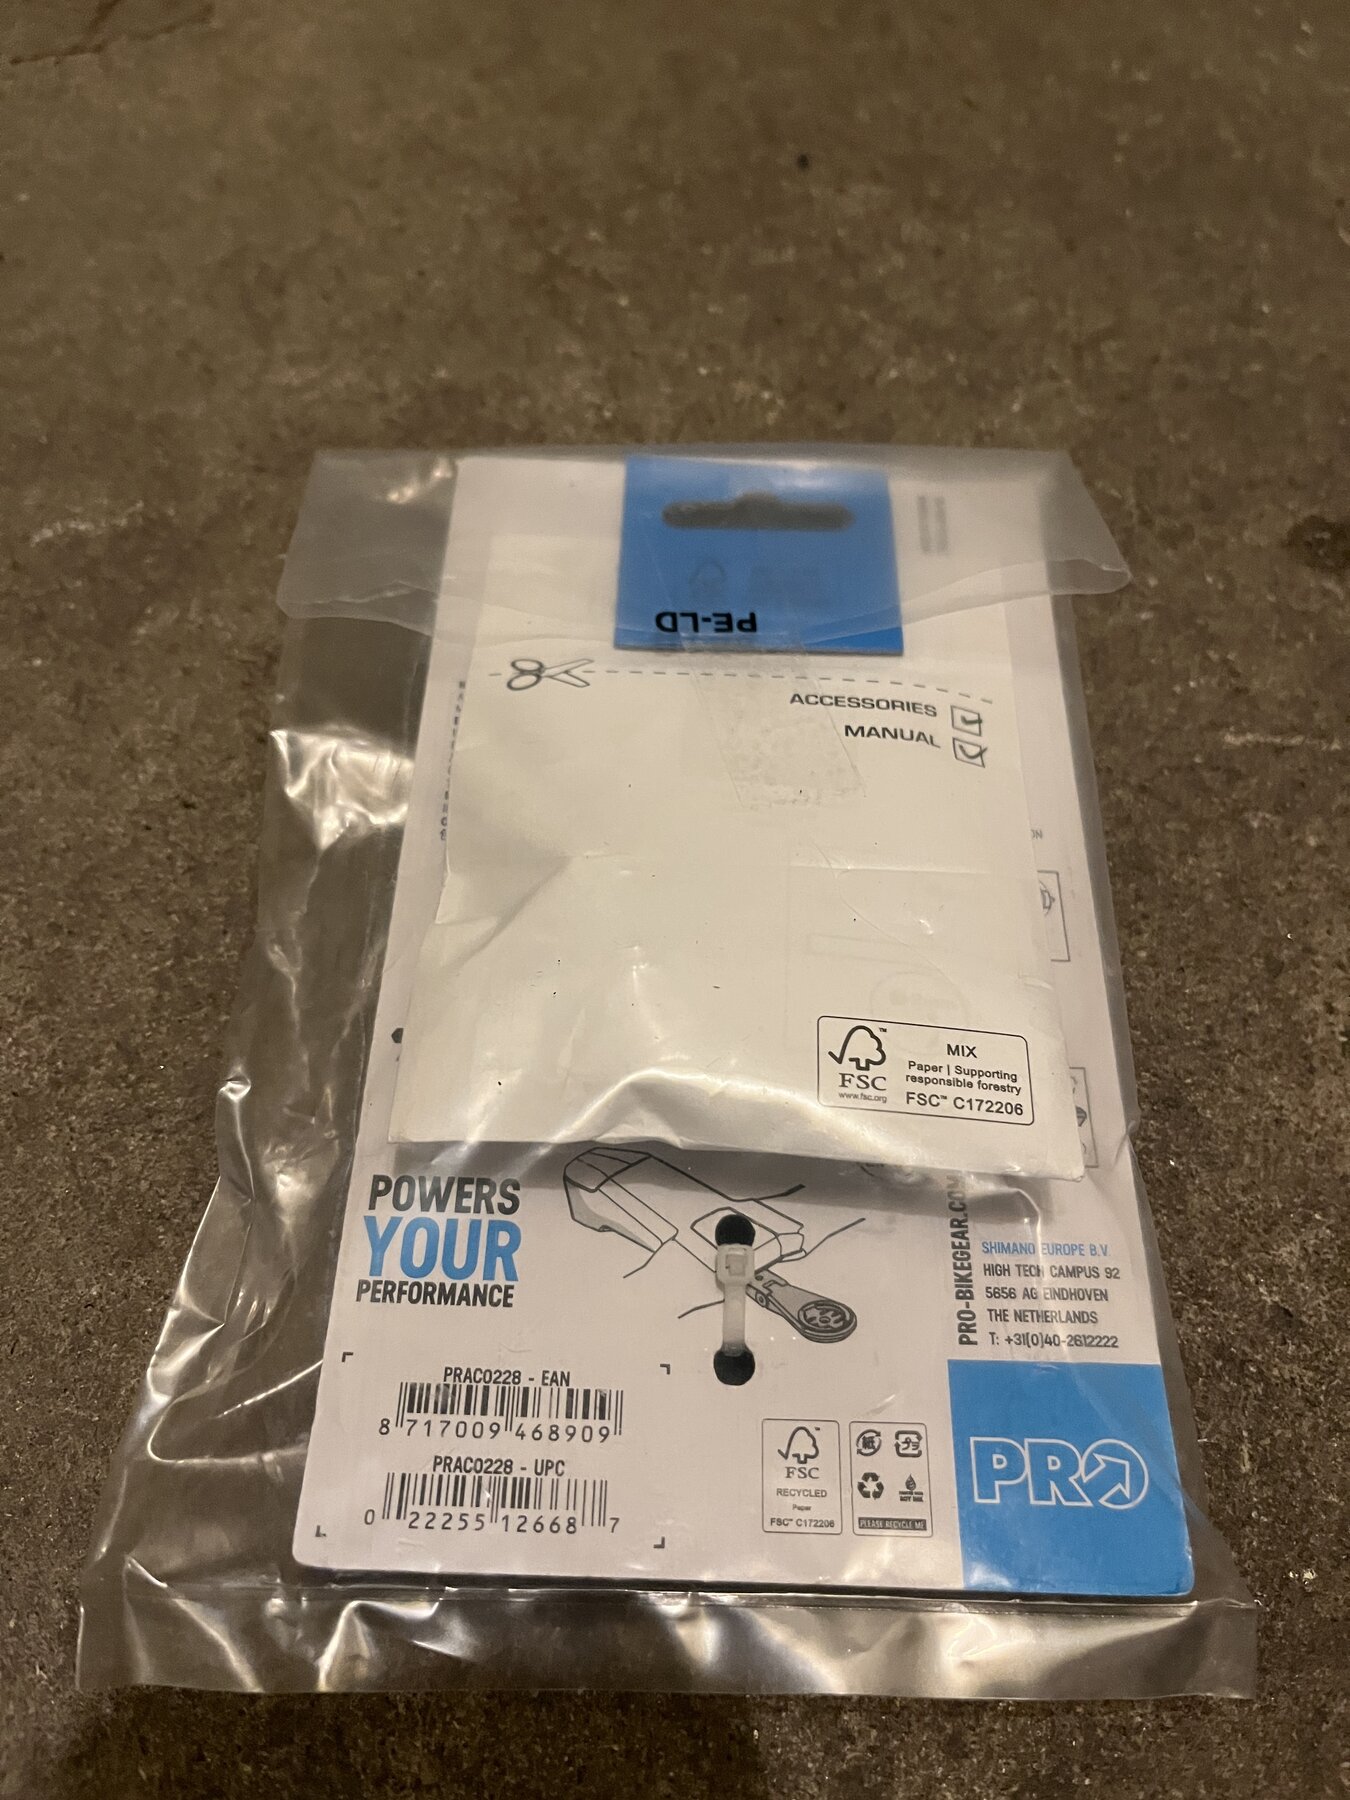 PE-LD
ACCESSORIES
MANUAL
MIX
Paper | Supporting
responsible forestry
FSC™ C172206
FSC
www.fsc.org
POWERS
YOUR
PERFORMANCE
PRO-BIKEGEAR.COM
SHIMANO EUROPE B.V.
HIGH TECH CAMPUS 92
5656 AG EINDHOVEN
THE NETHERLANDS
T: +31(0)40-2612222
PRAC0228 - EAN
8 717009 468909
PRAC0228 - UPC
0 22255 12668 7
FSC
RECYCLED
Paper
FSC™ C172206
PLEASE RECYCLE ME
PRO